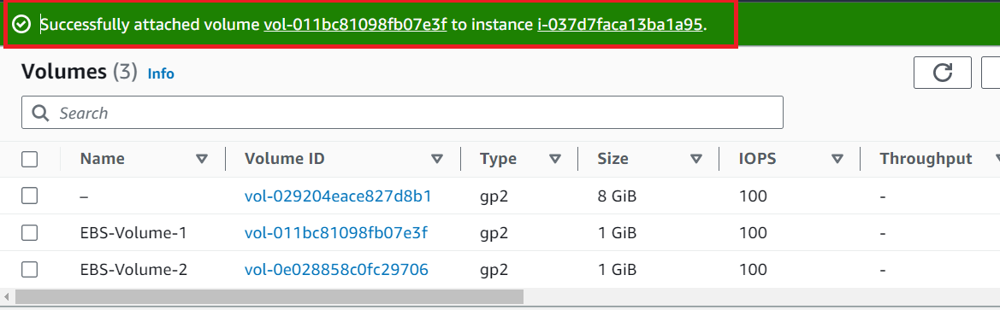 Successfully attached volume vol-011bc81098fb07e3f to instance i-037d7faca13ba1a95.
Volumes (3) Info
Search
Name Volume ID Type Size IOPS Throughput
– vol-029204eace827d8b1 gp2 8 GiB 100 -
EBS-Volume-1 vol-011bc81098fb07e3f gp2 1 GiB 100 -
EBS-Volume-2 vol-0e028858c0fc29706 gp2 1 GiB 100 -